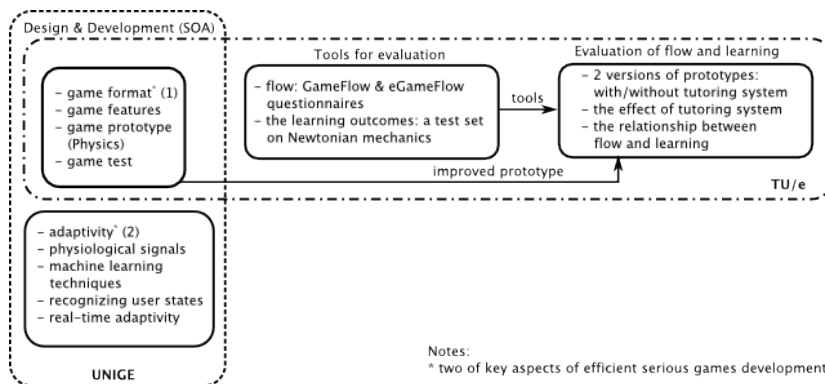 Design & Development (SOA)
- game format* (1)
- game features
- game prototype
(Physics)
- game test
Tools for evaluation
- flow: GameFlow & eGameFlow
questionnaires
- the learning outcomes: a test set
on Newtonian mechanics
tools
Evaluation of flow and learning
- 2 versions of prototypes:
with/without tutoring system
- the effect of tutoring system
- the relationship between
flow and learning
improved prototype
TU/e
- adaptivity* (2)
- physiological signals
- machine learning
techniques
- recognizing user states
- real-time adaptivity
UNIGE
Notes:
* two of key aspects of efficient serious games development